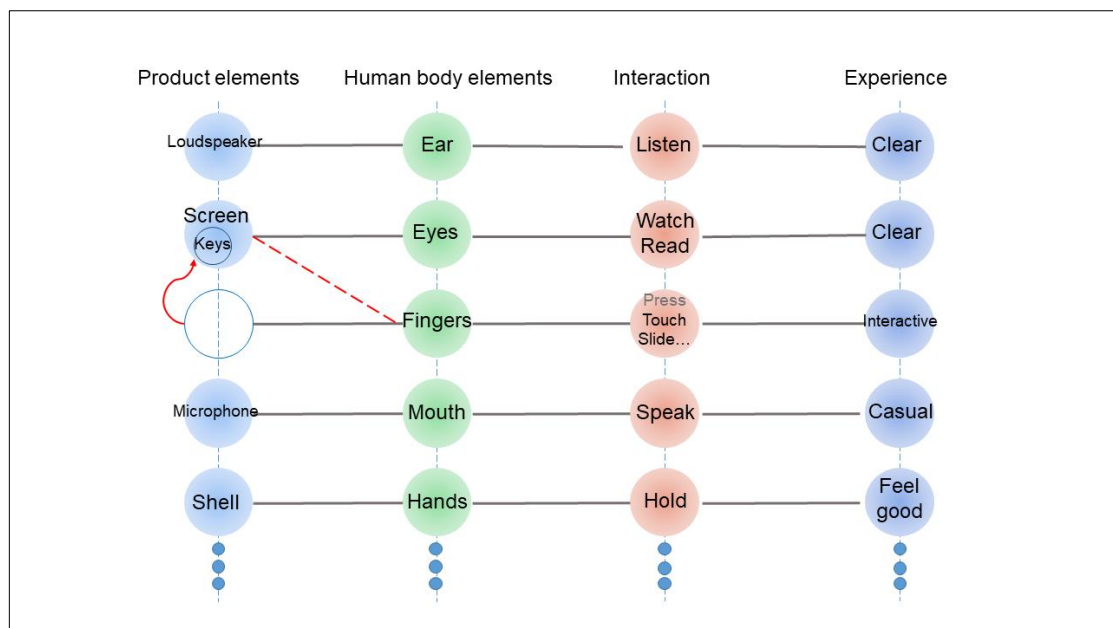 Product elements Human body elements Interaction Experience
Loudspeaker Ear Listen Clear
Screen
Keys
Eyes
Watch
Read
Clear
Fingers
Press
Touch
Slide…
Interactive
Microphone Mouth Speak Casual
Shell Hands Hold
Feel
good